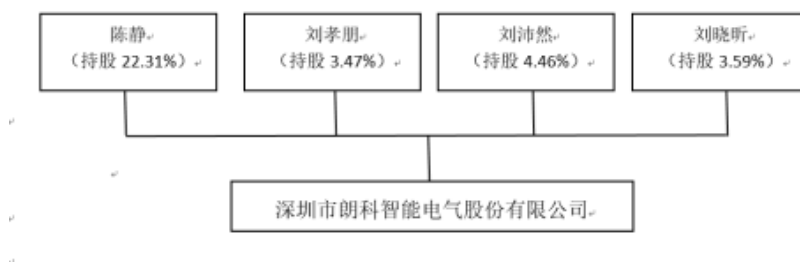 陈静
（持股 22.31%）
刘孝朋
（持股 3.47%）
刘沛然
（持股 4.46%）
刘晓昕
（持股 3.59%）
深圳市朗科智能电气股份有限公司